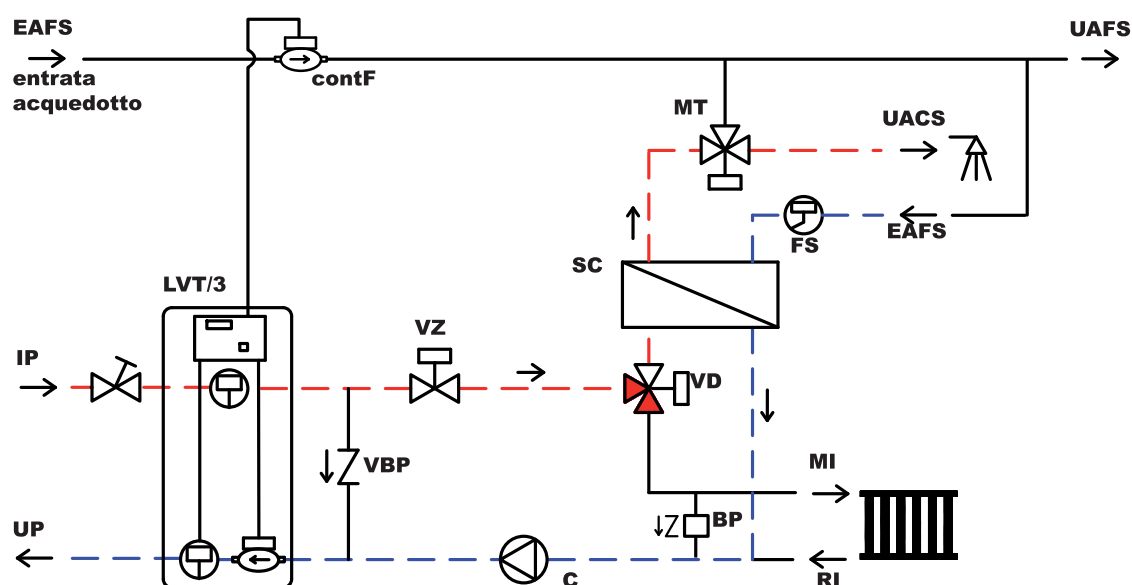 EAFS
UAFS
entrata
acquedotto
contF
MT
UACS
EAFS
FS
SC
LVT/3
VZ
IP
VD
VBP
MI
BP
UP
C
RI